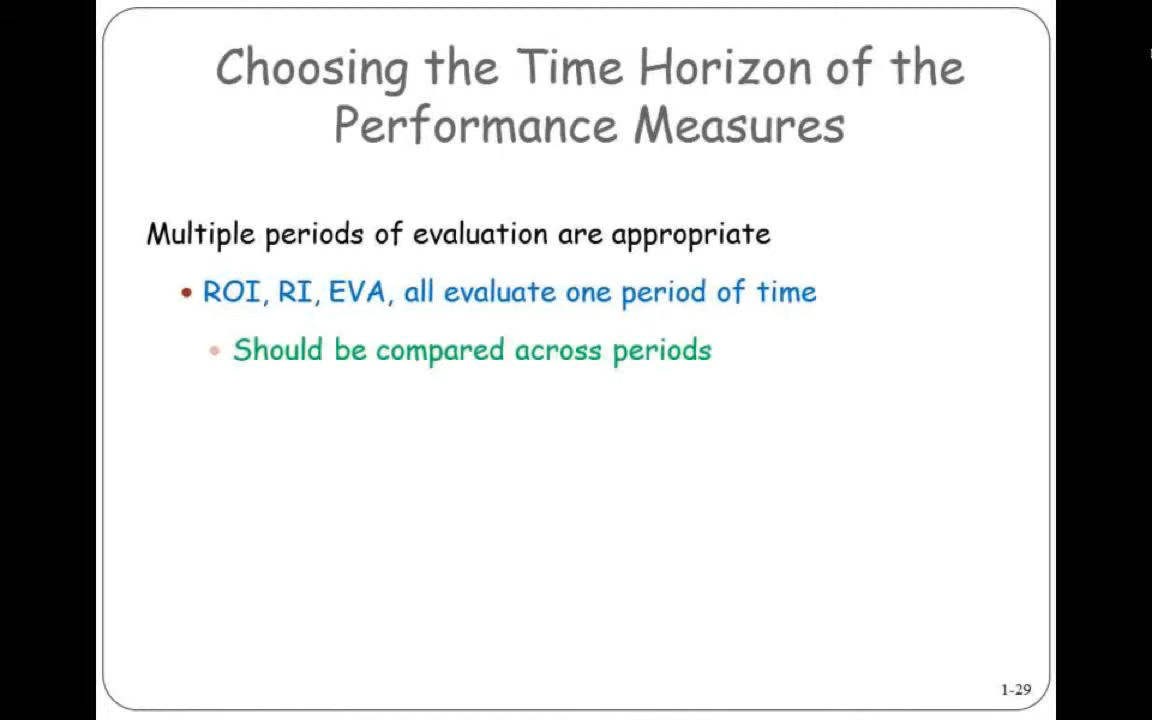 Choosing the Time Horizon of the
Performance Measures
Multiple periods of evaluation are appropriate
• ROI, RI, EVA, all evaluate one period of time
• Should be compared across periods
1-29